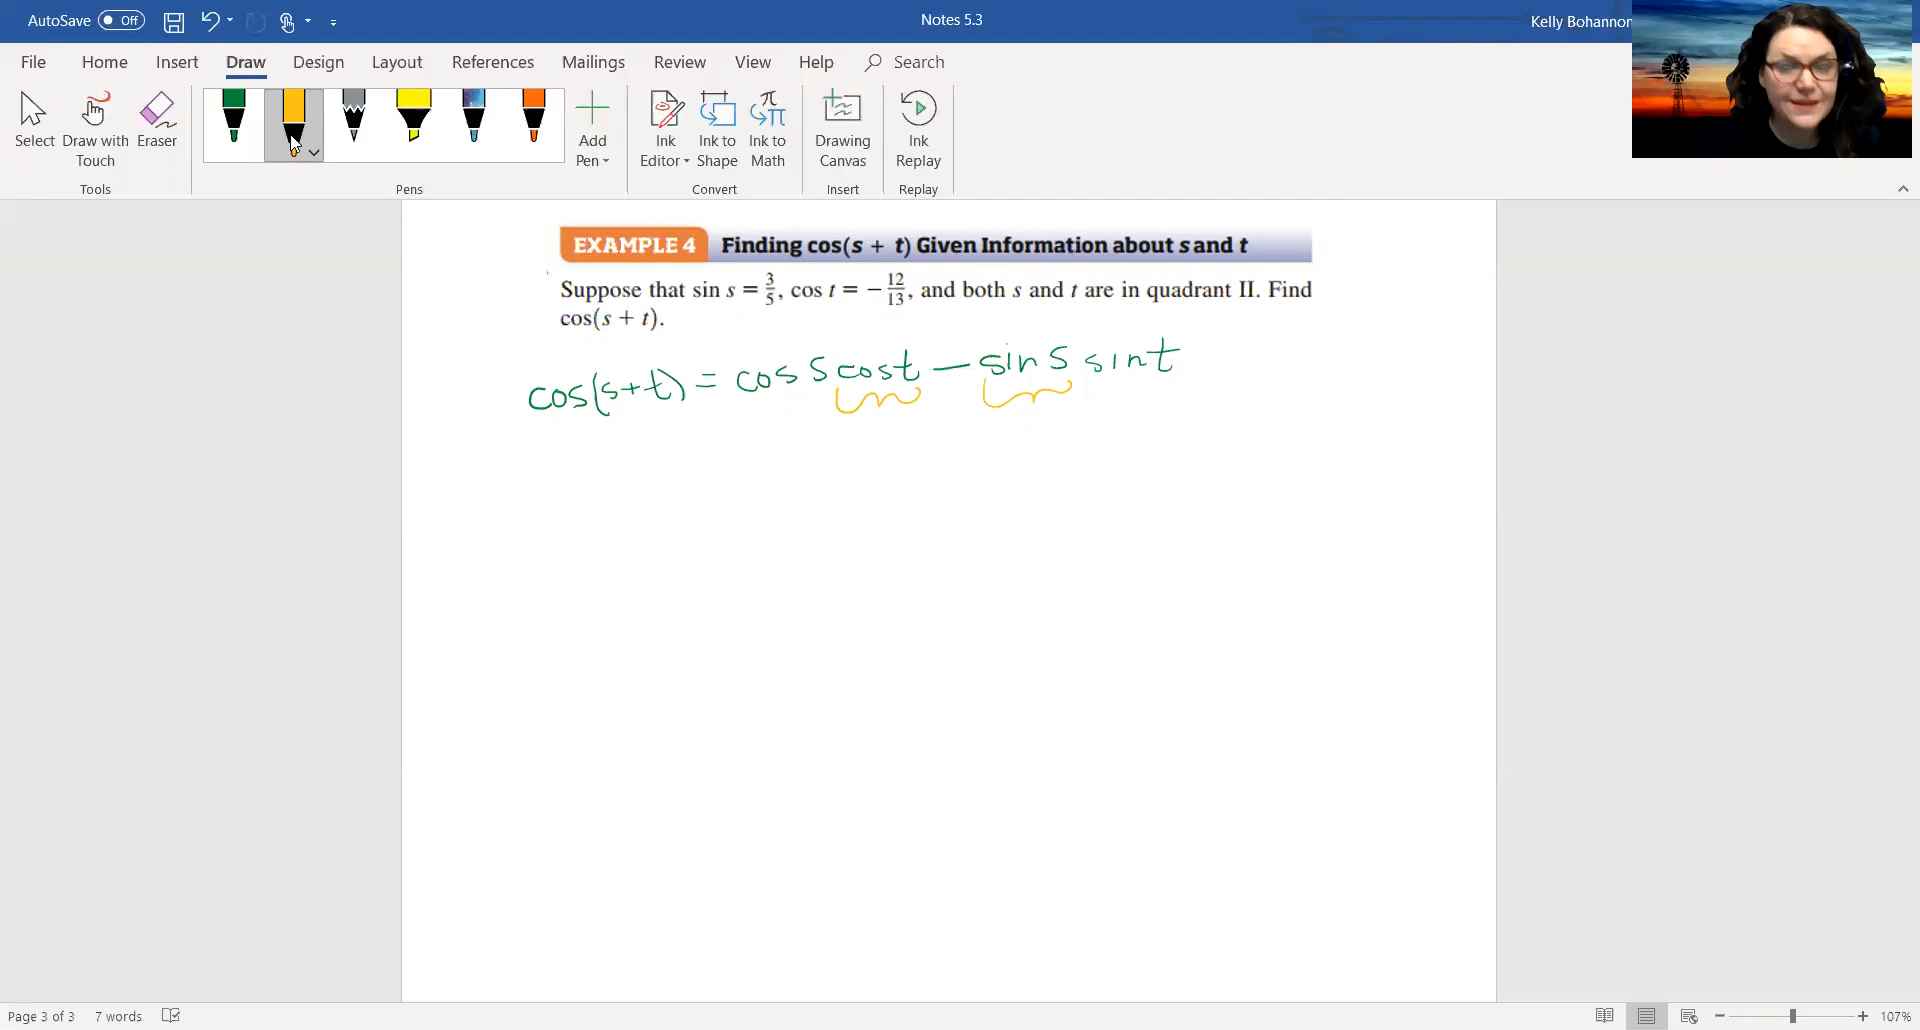 AutoSave Off Notes 5.3 Kelly Bohannon
File Home Insert Draw Design Layout References Mailings Review View Help Search
Select Draw with Touch Eraser Add Pen Ink Editor Ink to Shape Ink to Math Drawing Canvas Ink Replay
Tools Pens Convert Insert Replay
EXAMPLE 4 Finding cos(s + t) Given Information about s and t
Suppose that sin s = 3/5, cos t = −12/13, and both s and t are in quadrant II. Find
cos(s + t).
cos(s+t) = cos s cos t − sin s sin t
Page 3 of 3 7 words 107%